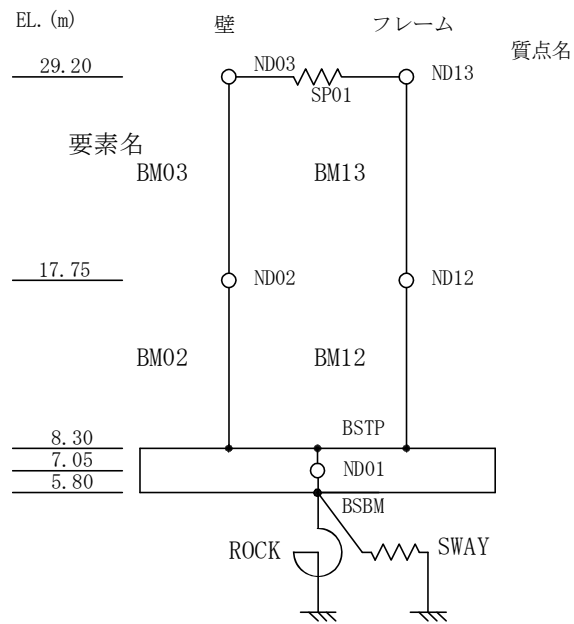 EL. (m)
壁
フレーム
質点名
29.20
ND03
ND13
SP01
要素名
BM03
BM13
17.75
ND02
ND12
BM02
BM12
8.30
BSTP
7.05
ND01
5.80
BSBM
ROCK
SWAY